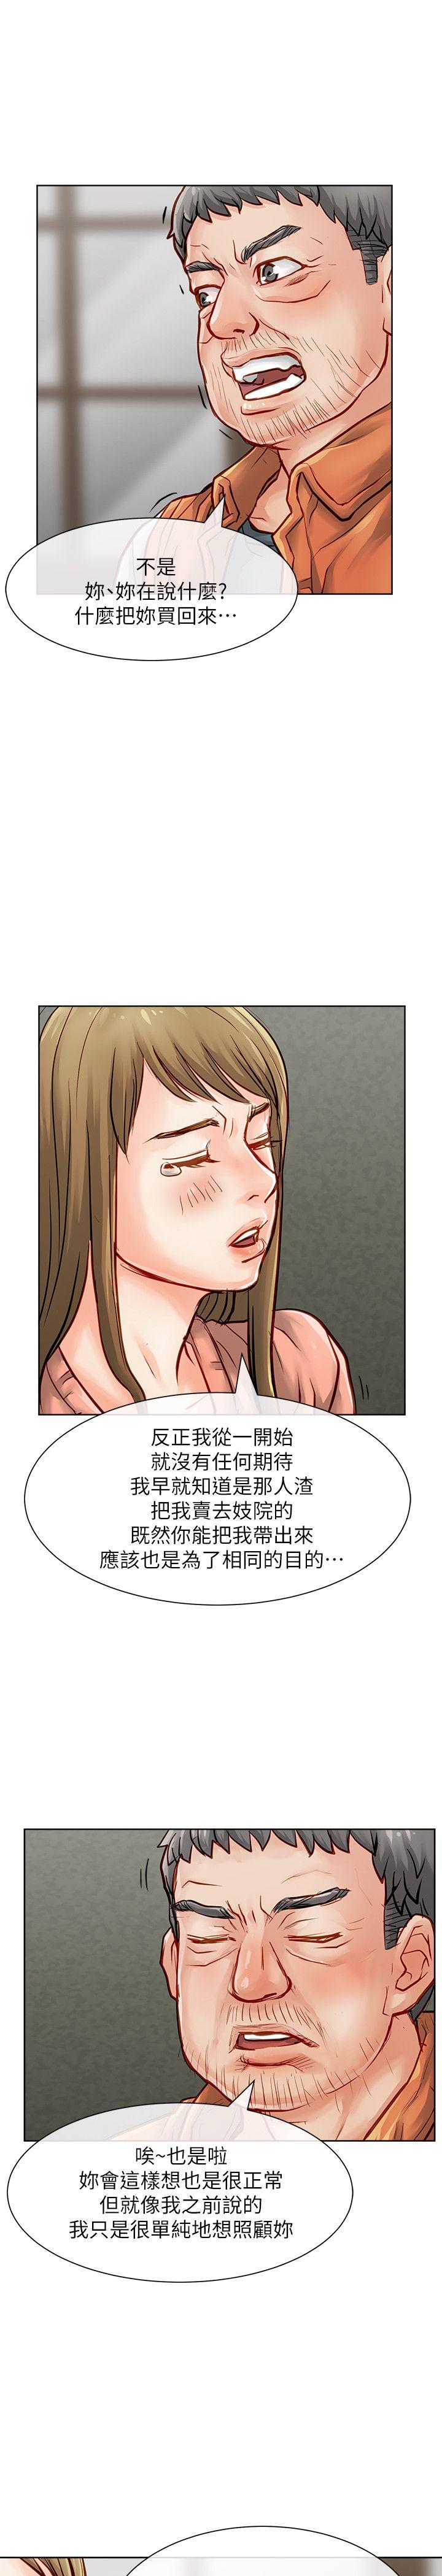 不是
妳、妳在說什麼?
什麼把妳買回來…
反正我從一開始
就沒有任何期待
我早就知道是那人渣
把我賣去妓院的
既然你能把我帶出來
應該也是為了相同的目的…
唉~也是啦
妳會這樣想也是很正常
但就像我之前說的
我只是很單純地想照顧妳